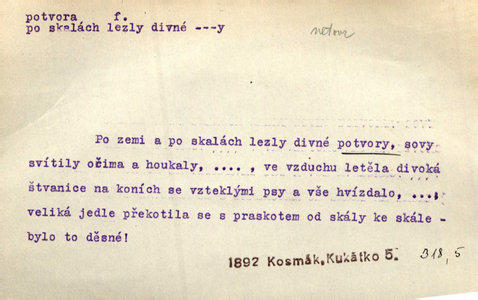 potvora f.
po skalách lezly divné ---y
Po zemi a po skalách lezly divné potvory, sovy
svítily očima a houkaly, ...., ve vzduchu letěla divoká
štvanice na koních se vzteklými psy a vše hvízdalo, ...,
veliká jedle překotila se s praskotem od skály ke skále -
bylo to děsné!
1892 Kosmák, Kukátko 5. 318, 5